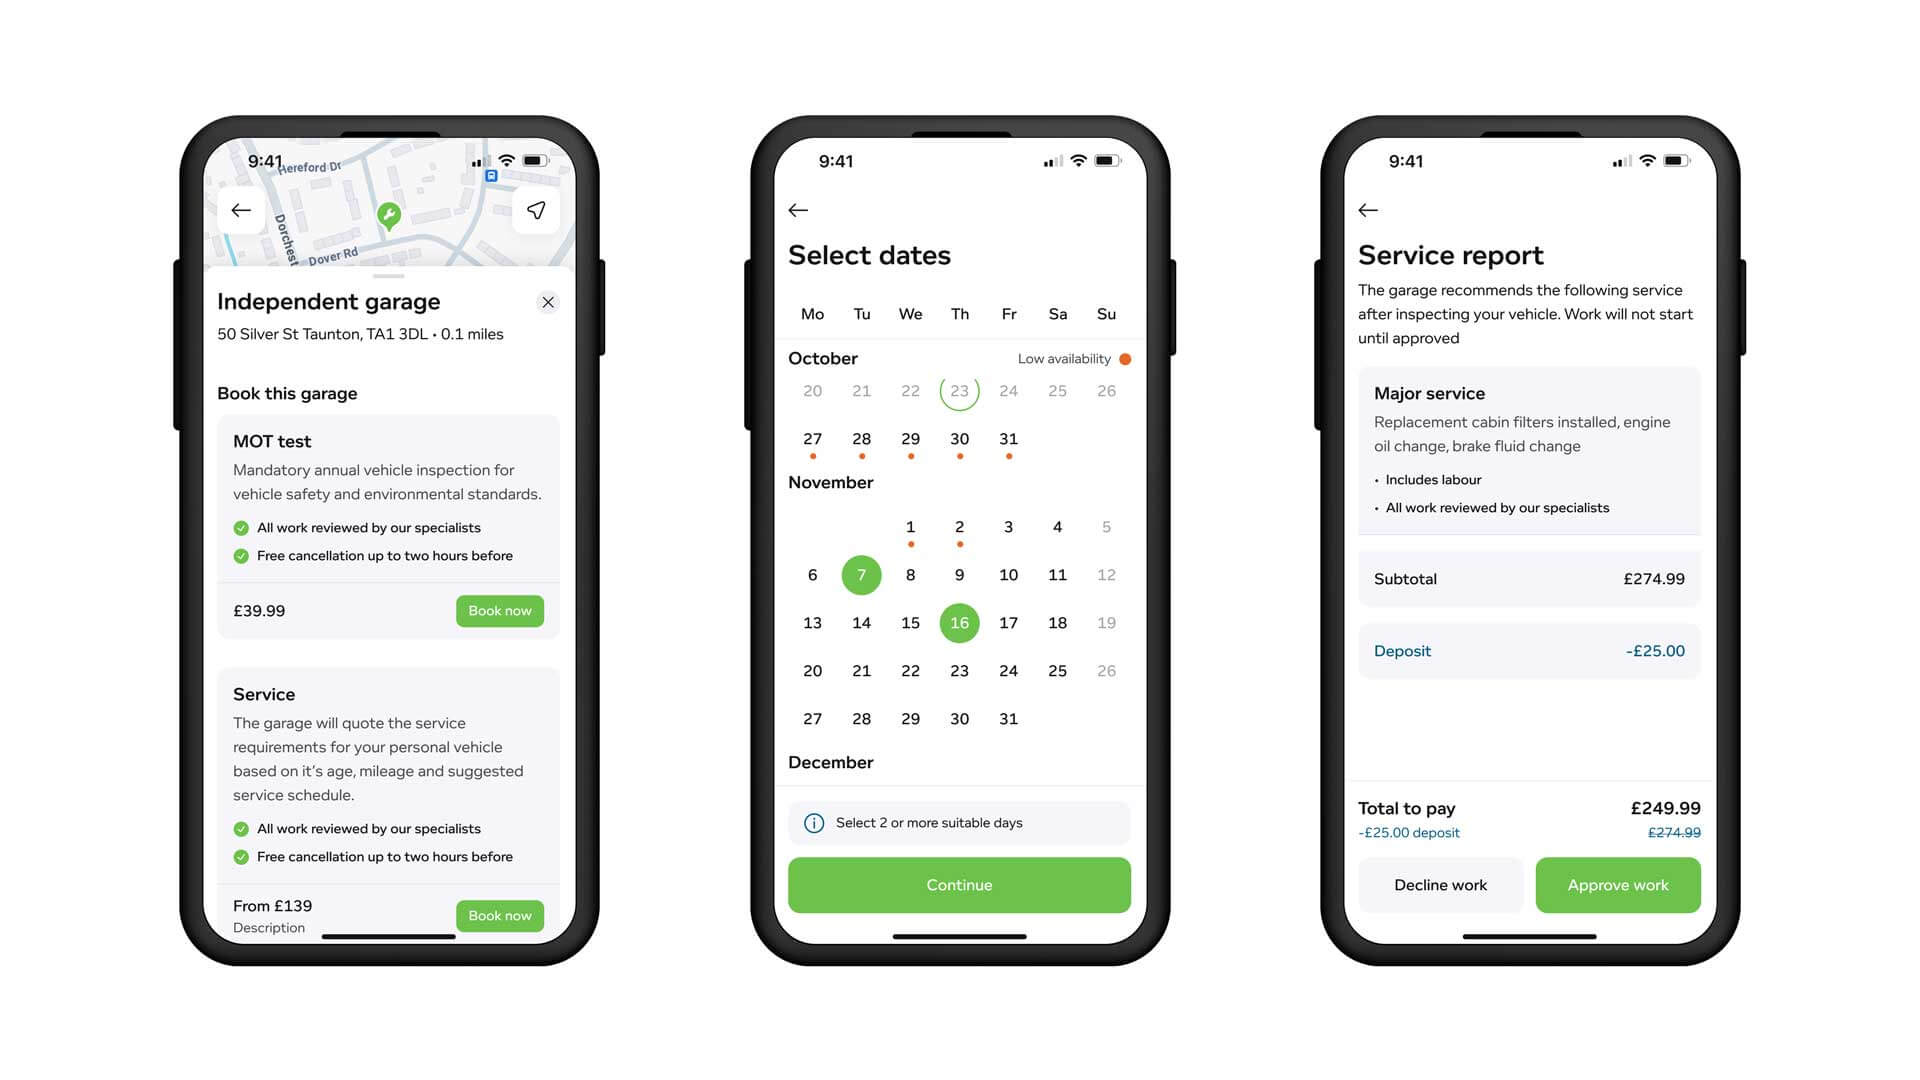 9:41
Hereford Dr
Dorchest
Dover Rd
Independent garage
50 Silver St Taunton, TA1 3DL • 0.1 miles
Book this garage
MOT test
Mandatory annual vehicle inspection for
vehicle safety and environmental standards.
All work reviewed by our specialists
Free cancellation up to two hours before
£39.99
Book now
Service
The garage will quote the service
requirements for your personal vehicle
based on it's age, mileage and suggested
service schedule.
All work reviewed by our specialists
Free cancellation up to two hours before
From £139
Description
Book now
9:41
Select dates
Mo Tu We Th Fr Sa Su
October Low availability
20 21 22 23 24 25 26
27 28 29 30 31
November
1 2 3 4 5
6 7 8 9 10 11 12
13 14 15 16 17 18 19
20 21 22 23 24 25 26
27 28 29 30 31
December
Select 2 or more suitable days
Continue
9:41
Service report
The garage recommends the following service
after inspecting your vehicle. Work will not start
until approved
Major service
Replacement cabin filters installed, engine
oil change, brake fluid change
• Includes labour
• All work reviewed by our specialists
Subtotal £274.99
Deposit -£25.00
Total to pay £249.99
-£25.00 deposit £274.99
Decline work Approve work